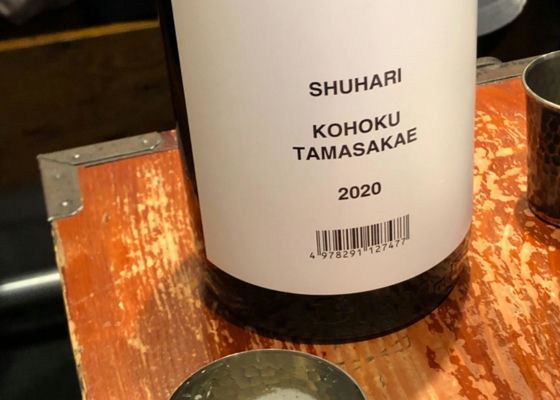 SHUHARI
KOHOKU
TAMASAKAE
2020
4 978291 127477